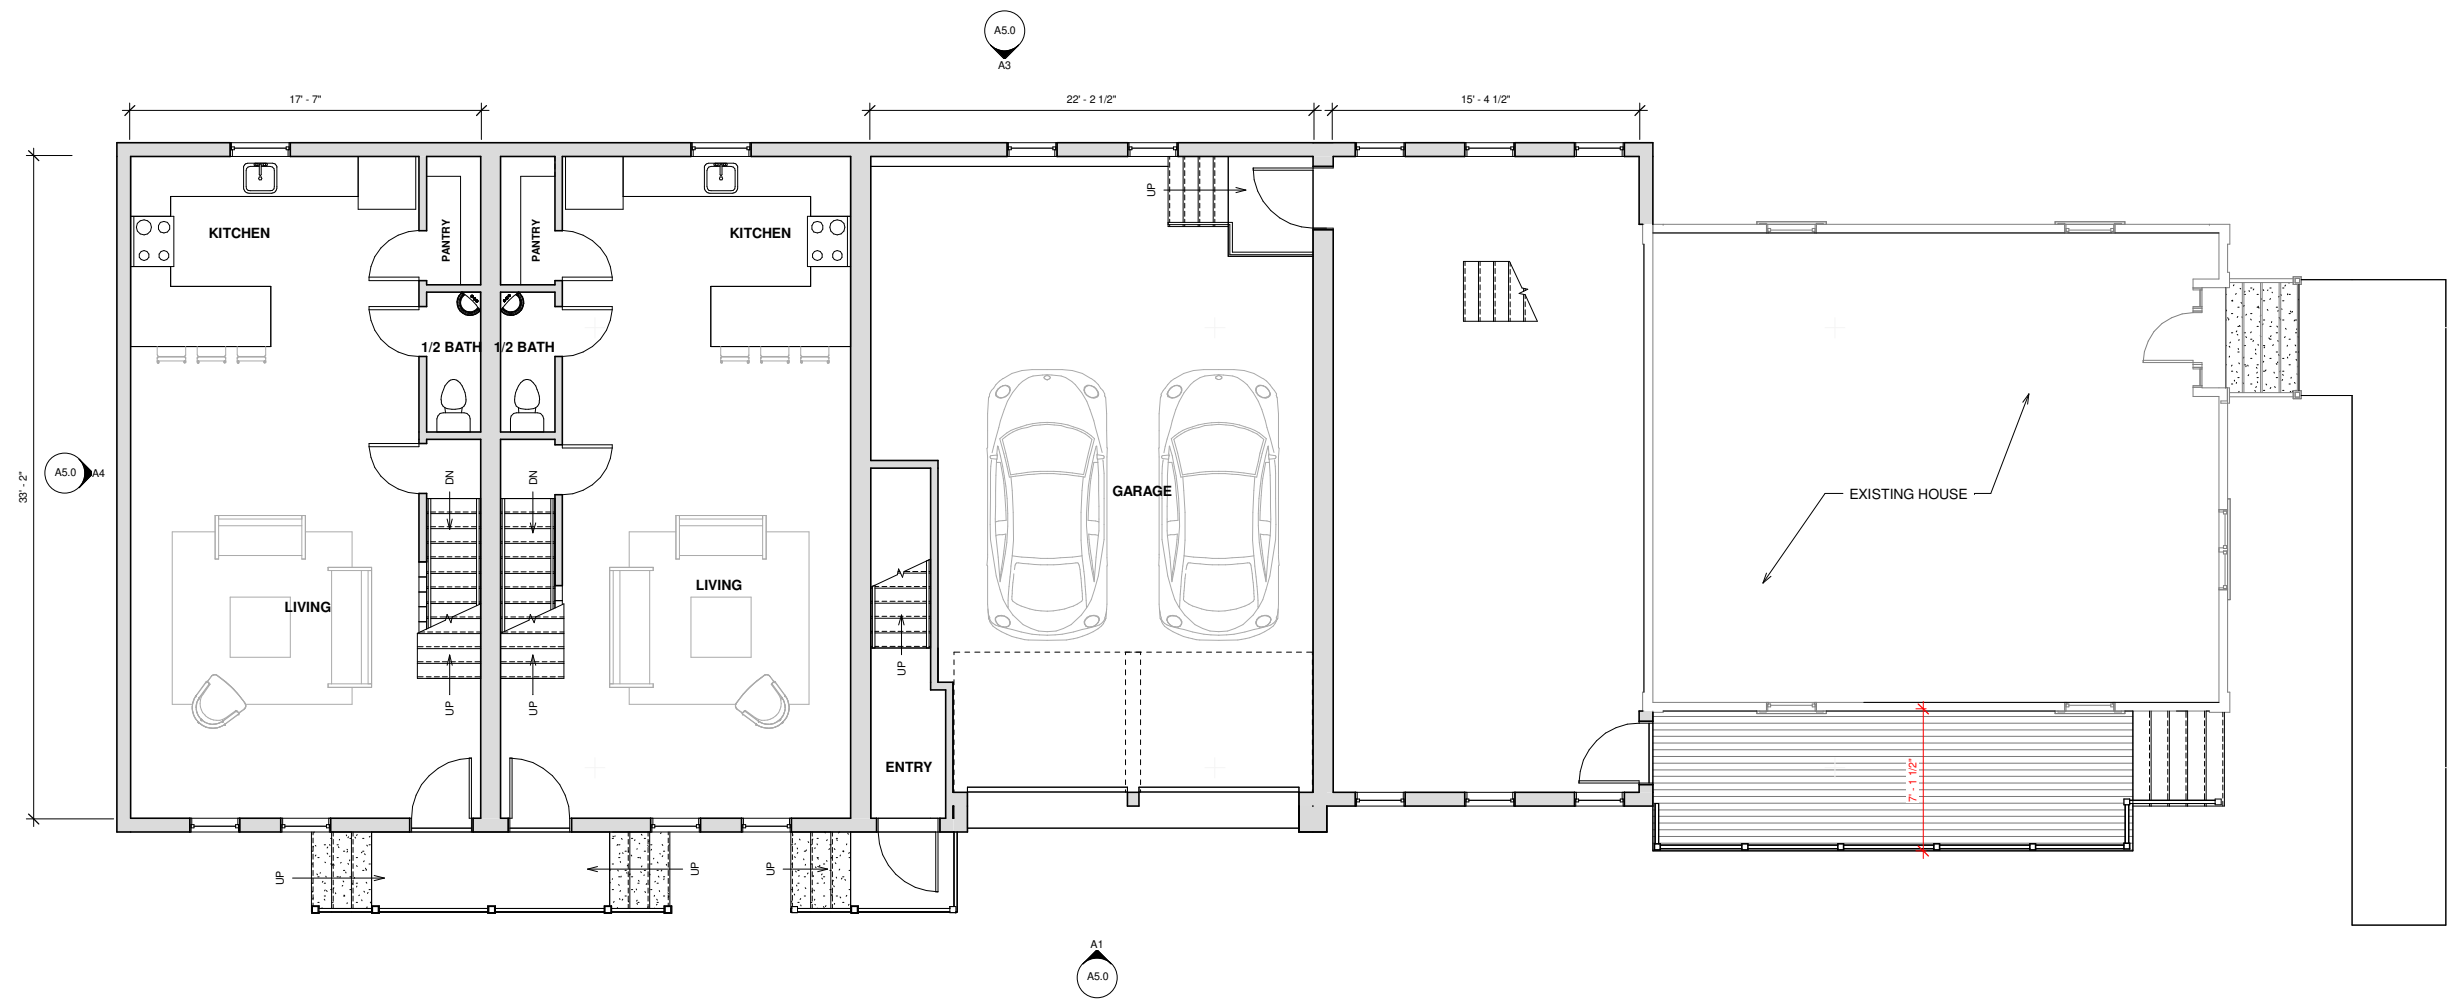 A5.0
A3
17' - 7"
22' - 2 1/2"
15' - 4 1/2"
UP
KITCHEN
PANTRY
PANTRY
KITCHEN
1/2 BATH
1/2 BATH
33' - 2"
A5.0
A4
DN
DN
GARAGE
EXISTING HOUSE
LIVING
LIVING
UP
UP
UP
ENTRY
7' - 1 1/2"
UP
UP
UP
A1
A5.0